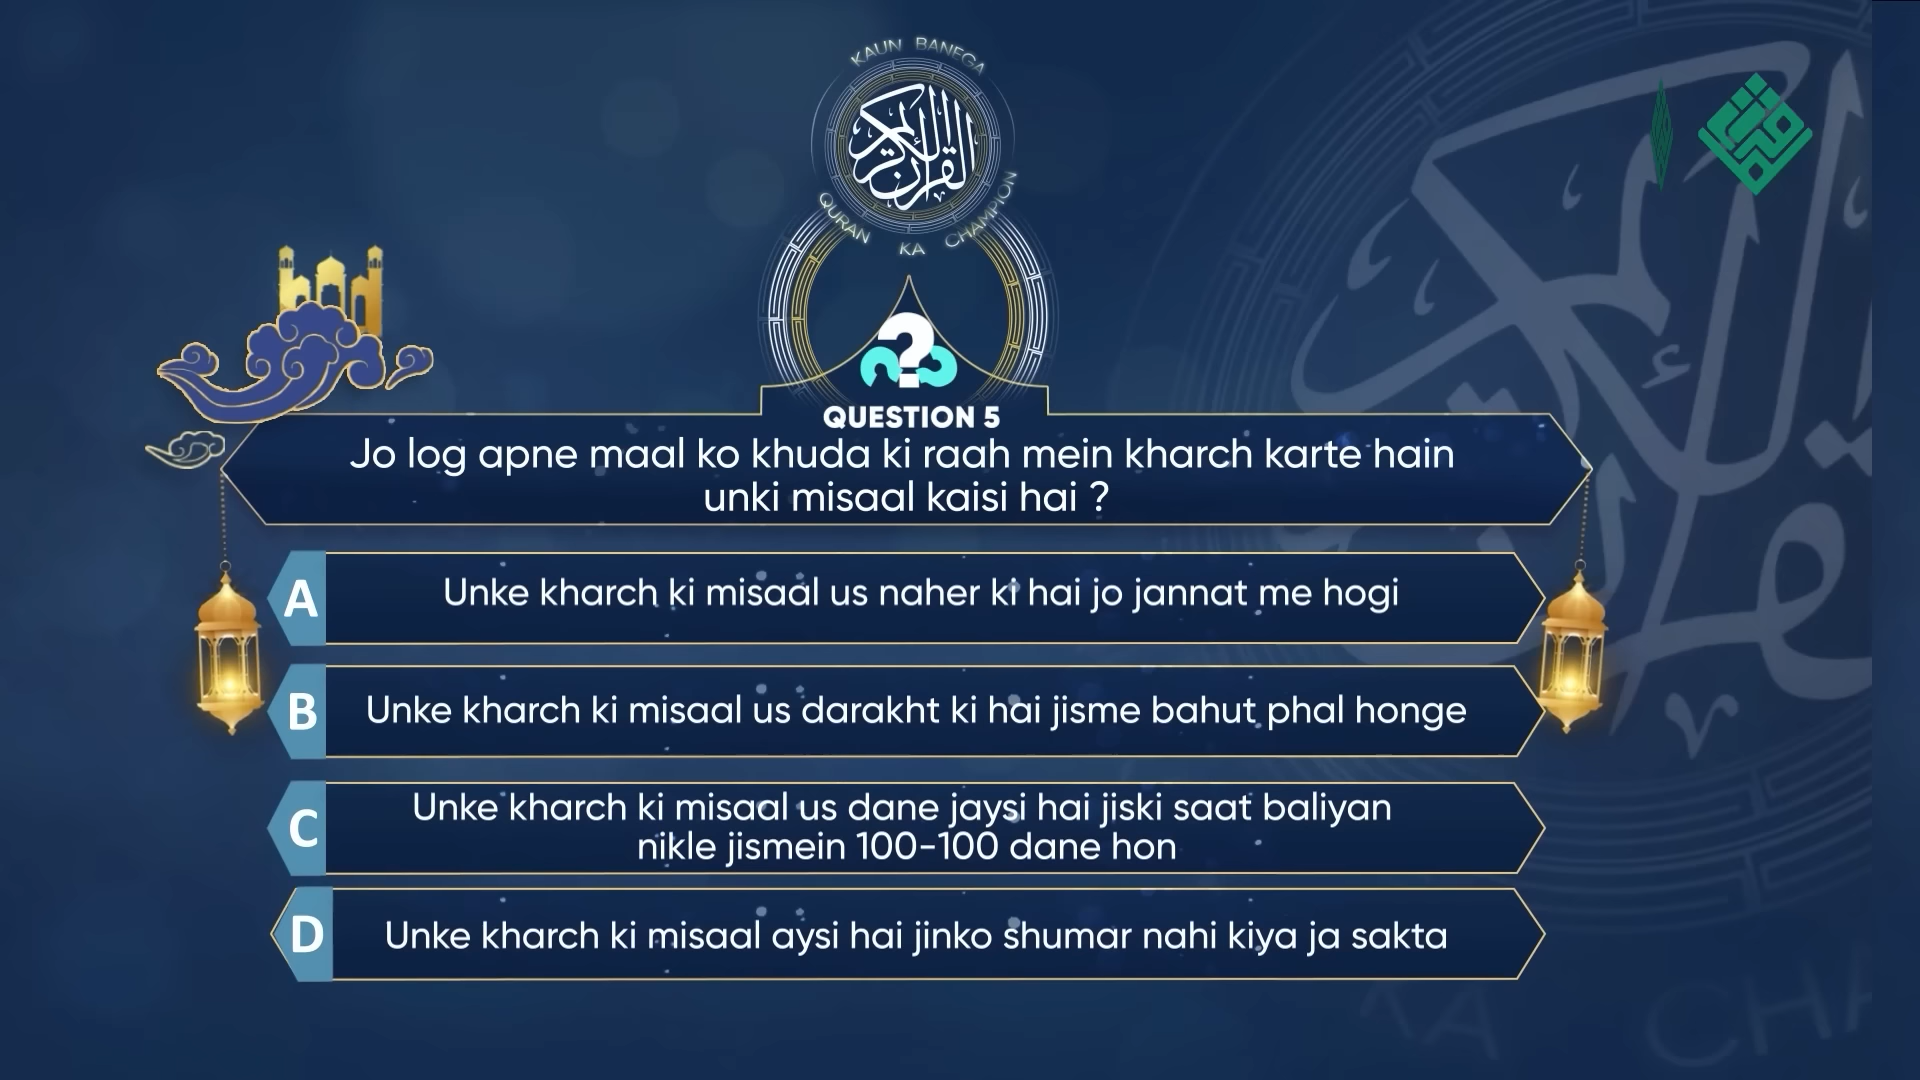 KAUN BANEGA
القرآن الكريم
QURAN KA CHAMPION
QUESTION 5
Jo log apne maal ko khuda ki raah mein kharch karte hain
unki misaal kaisi hai ?
A
Unke kharch ki misaal us naher ki hai jo jannat me hogi
B
Unke kharch ki misaal us darakht ki hai jisme bahut phal honge
C
Unke kharch ki misaal us dane jaysi hai jiski saat baliyan
nikle jismein 100-100 dane hon
D
Unke kharch ki misaal aysi hai jinko shumar nahi kiya ja sakta
KA CHA